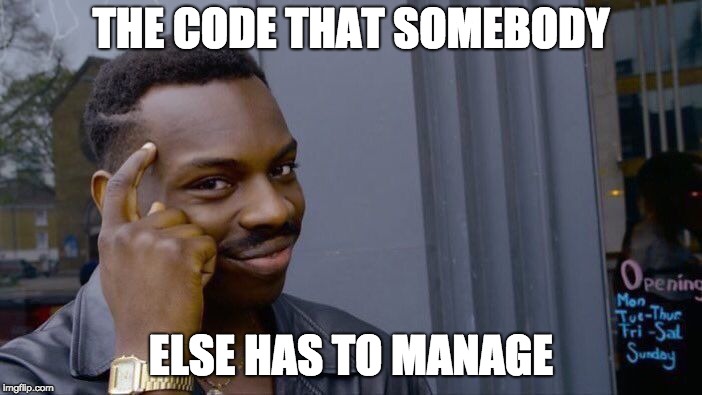 THE CODE THAT SOMEBODY
Opening
Mon
Tue-Thur
Fri-Sat
Sunday
ELSE HAS TO MANAGE
imgflip.com